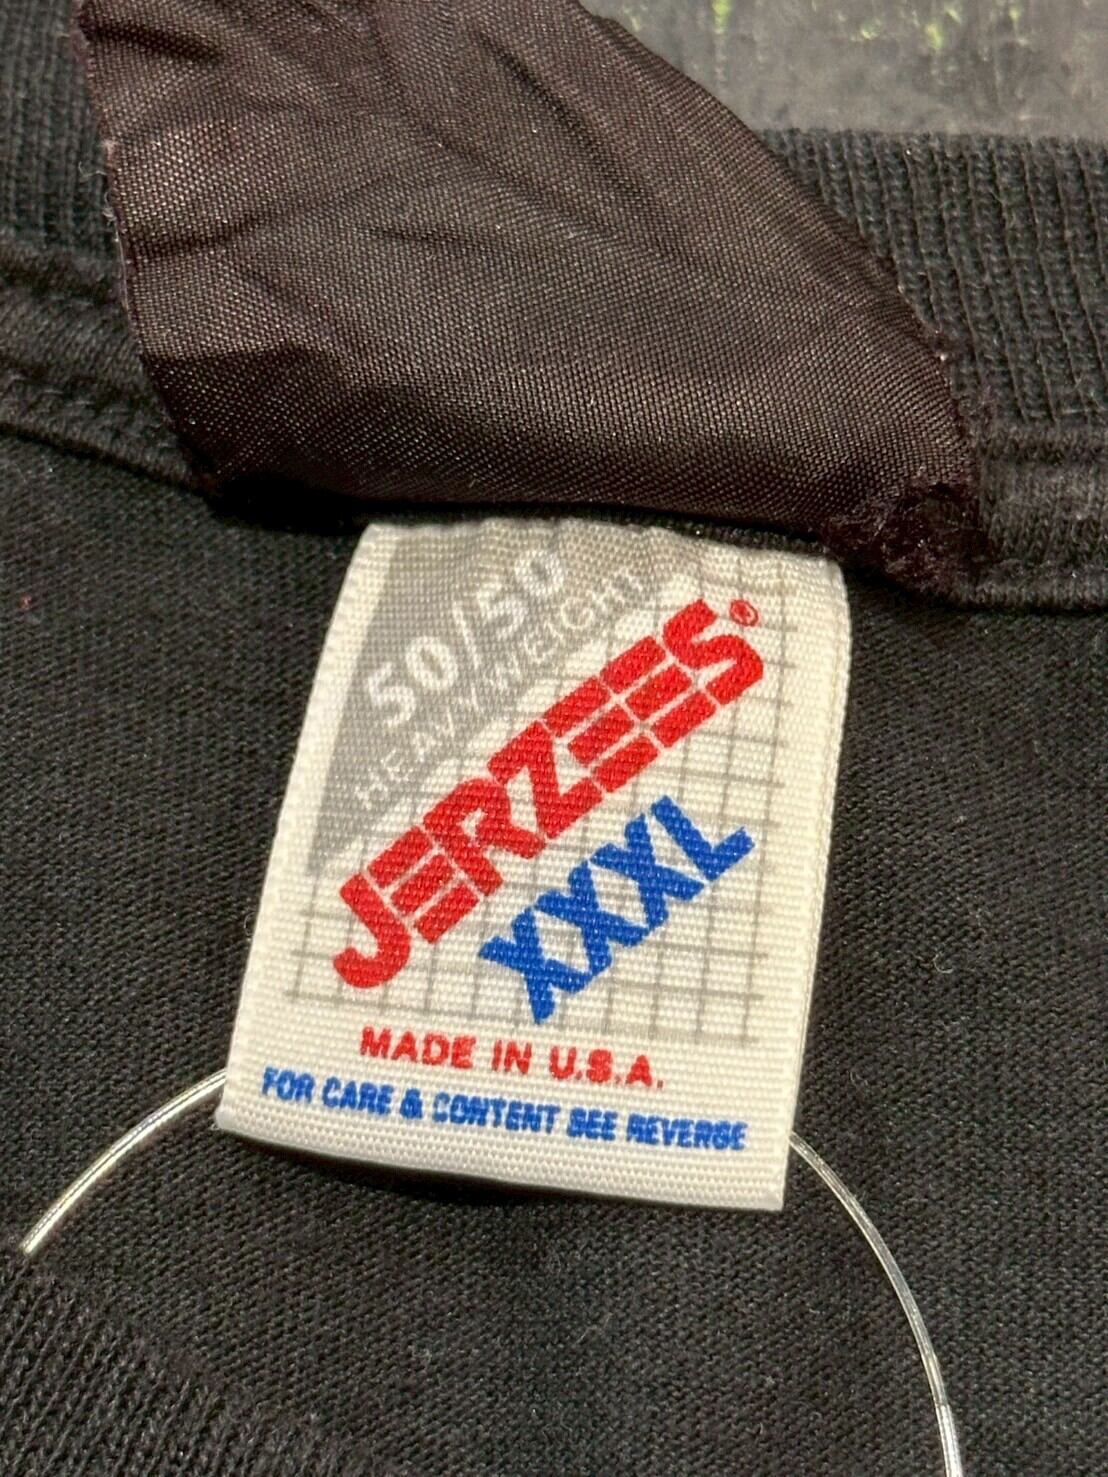 50/50
HEAVYWEIGHT
JERZEES®
XXXL
MADE IN U.S.A.
FOR CARE & CONTENT SEE REVERSE